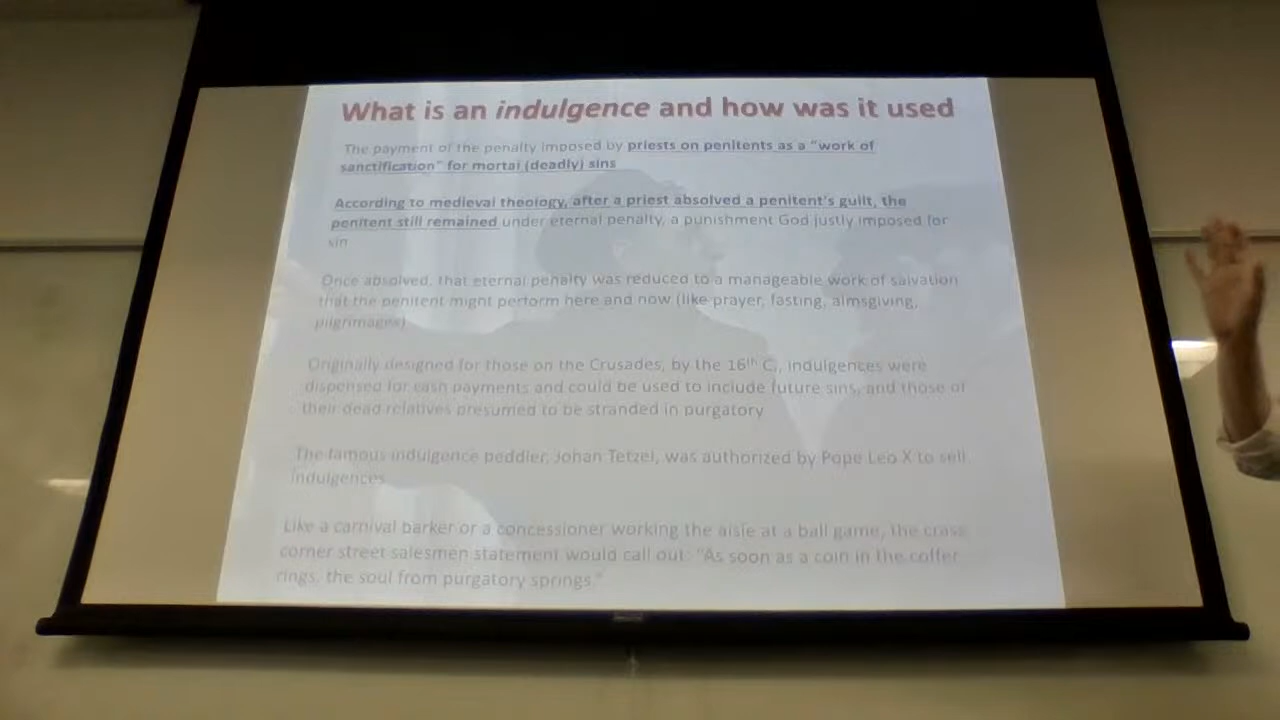 What is an indulgence and how was it used
The payment of the penalty imposed by priests on penitents as a "work of
sanctification" for mortal (deadly) sins
According to medieval theology, after a priest absolved a penitent's guilt, the
penitent still remained under eternal penalty, a punishment God justly imposed for
sin
Once absolved, that eternal penalty was reduced to a manageable work of salvation
that the penitent might perform here and now (like prayer, fasting, almsgiving,
pilgrimages)
Originally designed for those on the Crusades, by the 16th C., indulgences were
dispensed for cash payments and could be used to include future sins, and those of
their dead relatives presumed to be stranded in purgatory
The famous indulgence peddler, Johan Tetzel, was authorized by Pope Leo X to sell
indulgences
Like a carnival barker or a concessioner working the aisle at a ball game, the crass
corner street salesmen statement would call out: "As soon as a coin in the coffer
rings, the soul from purgatory springs."